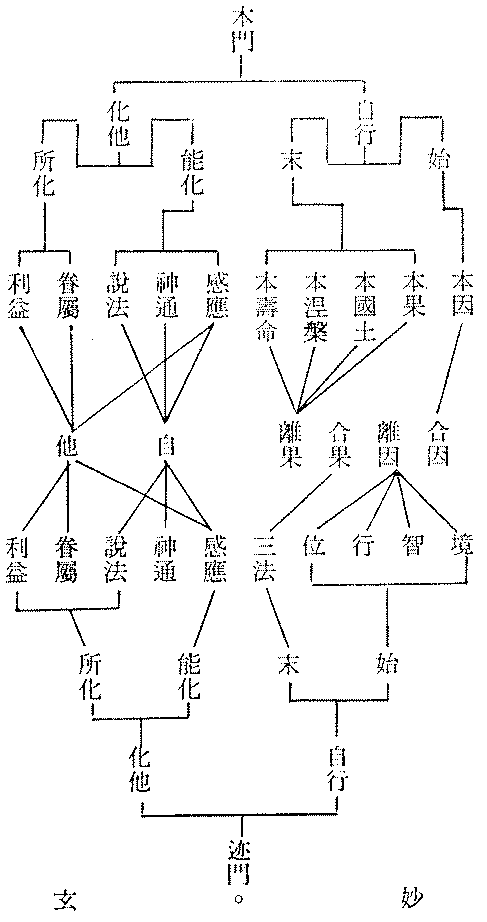 本門
自行
化他
始
末
能化
所化
本因
本果
本國土
本涅槃
本壽命
感應
神通
說法
眷屬
利益
合因
離因
合果
離果
自
他
境
智
行
位
三法
感應
神通
說法
眷屬
利益
始
末
能化
所化
自行
化他
迹門。
妙
玄